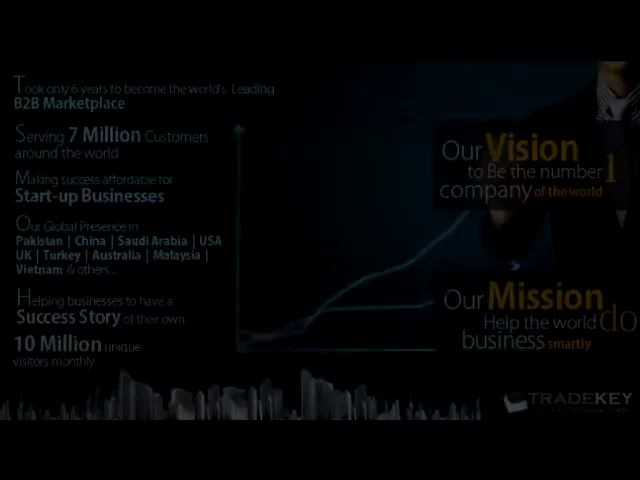 Took only 6 years to become the world's Leading
B2B Marketplace
Serving 7 Million Customers
around the world
Making success affordable for
Start-up Businesses
Our Global Presence in
Pakistan | China | Saudi Arabia | USA
UK | Turkey | Australia | Malaysia |
Vietnam & others...
Helping businesses to have a
Success Story of their own
10 Million unique
visitors monthly
Our Vision
to Be the number 1
company of the world
Our Mission
Help the world do
business smartly
TRADEKEY